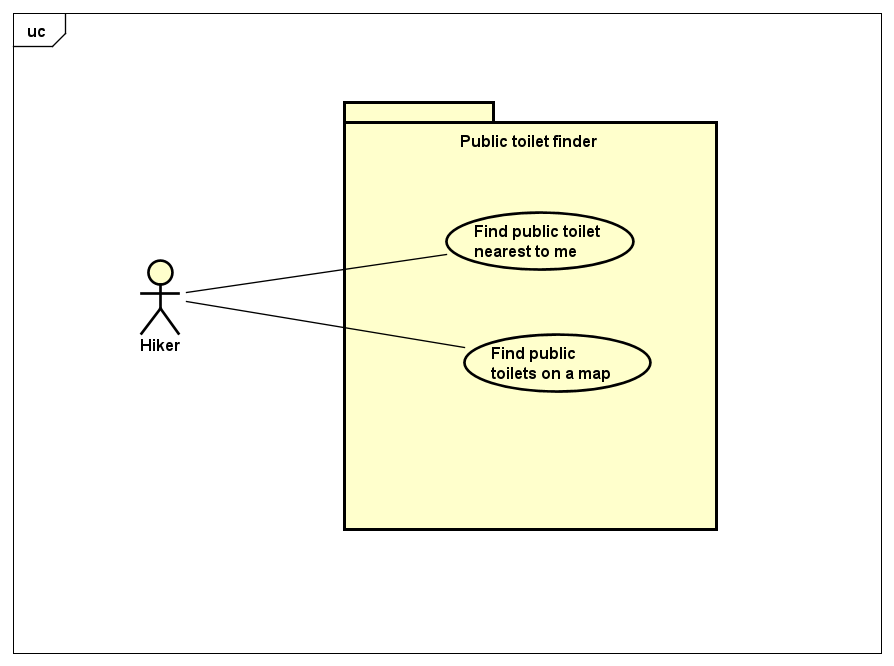 uc
Public toilet finder
Find public toilet
nearest to me
Hiker
Find public
toilets on a map